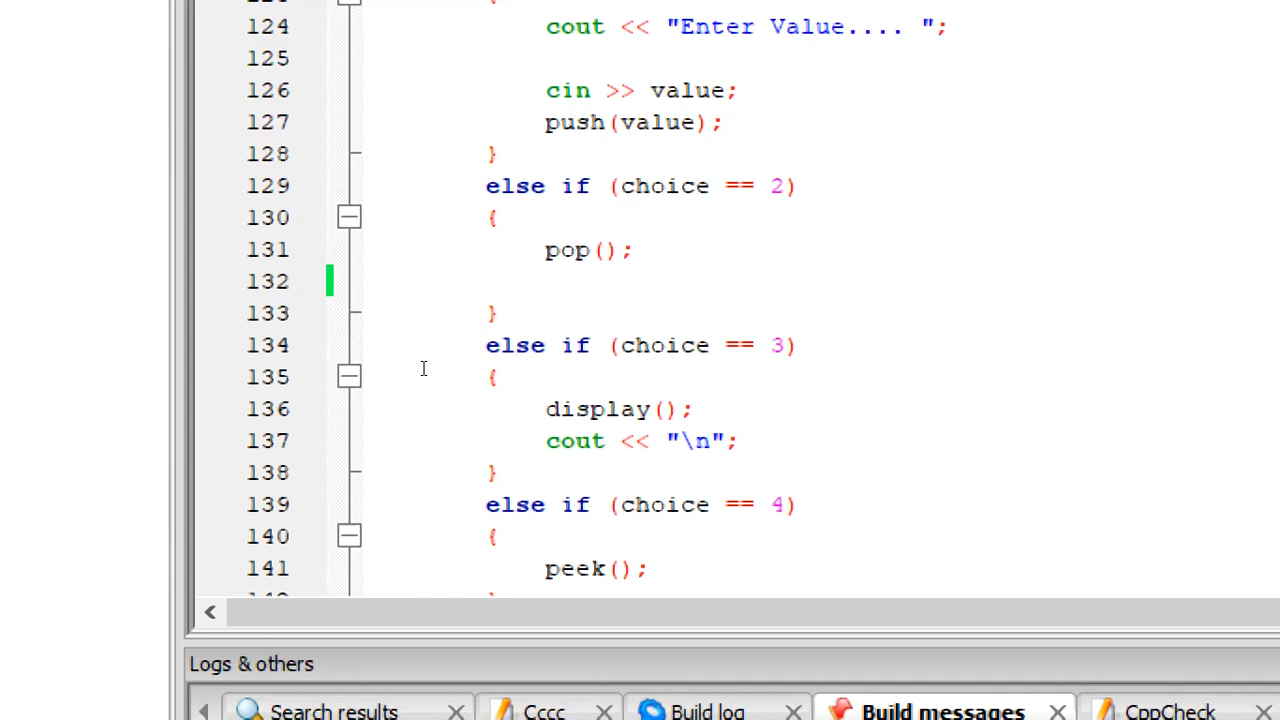 124 cout << "Enter Value.... ";
125
126 cin >> value;
127 push(value);
128 }
129 else if (choice == 2)
130 {
131 pop();
132
133 }
134 else if (choice == 3)
135 {
136 display();
137 cout << "\n";
138 }
139 else if (choice == 4)
140 {
141 peek();
Logs & others
Search results Cccc Build log Build messages CppCheck